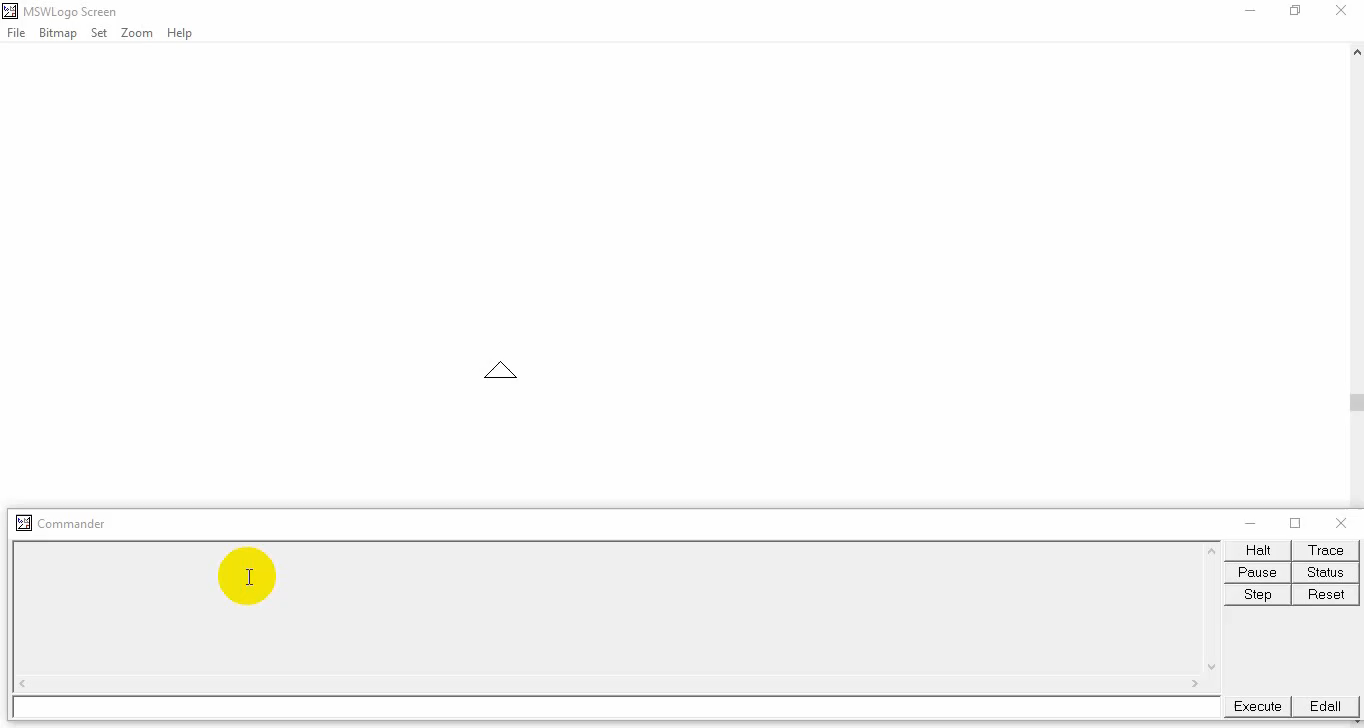 MSWLogo Screen
File Bitmap Set Zoom Help
Commander
Halt Trace
Pause Status
Step Reset
Execute Edall